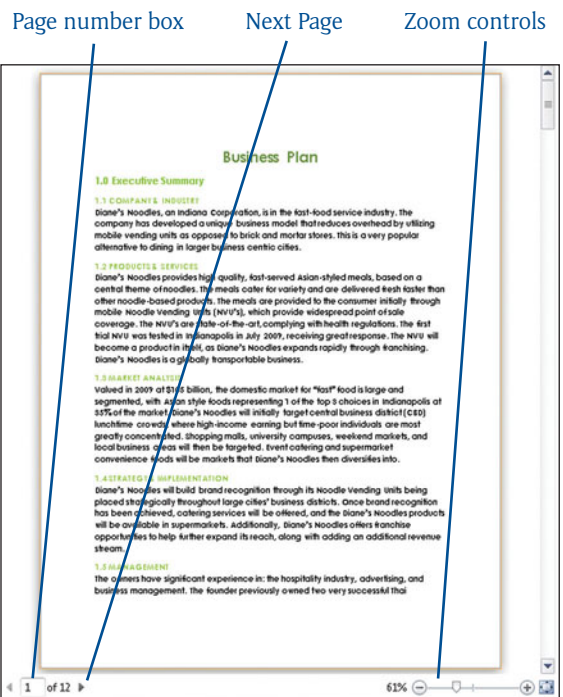 Page number box Next Page Zoom controls
Business Plan
1.0 Executive Summary
1.1 COMPANY & INDUSTRY
Diane's Noodles, an Indiana Corporation, is in the fast-food service industry. The
company has developed a unique business model that reduces overhead by utilizing
mobile vending units as opposed to brick and mortar stores. This is a very popular
alternative to dining in larger business centric cities.
1.2 PRODUCTS & SERVICES
Diane's Noodles provides high quality, fast-served Asian-styled meals, based on a
central theme of noodles. The meals cater for variety and are delivered fresh faster than
other noodle-based products. The meals are provided to the consumer initially through
mobile Noodle Vending Units (NVU's), which provide widespread point of sale
coverage. The NVU's are state-of-the-art, complying with health regulations. The first
trial NVU was tested in Indianapolis in July 2009, receiving great response. The NVU will
become a product in itself, as Diane's Noodles expands rapidly through franchising.
Diane's Noodles is a globally transportable business.
1.3 MARKET ANALYSIS
Valued in 2009 at billion, the domestic market for "fast" food is large and
segmented, with Asian style foods representing 1 of the top 3 choices in Indianapolis at
35% of the market. Diane's Noodles will initially target central business district (CBD)
lunchtime crowds, where high-income earning but time-poor individuals are most
greatly concentrated. Shopping malls, university campuses, weekend markets, and
local business areas will then be targeted. Event catering and supermarket
convenience foods will be markets that Diane's Noodles then diversifies into.
1.4 STRATEGY & IMPLEMENTATION
Diane's Noodles will build brand recognition through its Noodle Vending Units being
placed strategically throughout large cities' business districts. Once brand recognition
has been achieved, catering services will be offered, and the Diane's Noodles products
will be available in supermarkets. Additionally, Diane's Noodles offers franchise
opportunities to help further expand its reach, along with adding an additional revenue
stream.
1.5 MANAGEMENT
The owners have significant experience in: the hospitality industry, advertising, and
business management. The founder previously owned two very successful Thai
1 of 12 61%